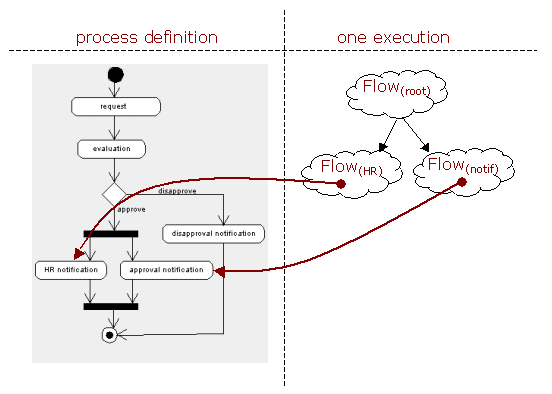 process definition
one execution
request
evaluation
disapprove
approve
disapproval notification
HR notification
approval notification
Flow(root)
Flow(HR)
Flow(notif)